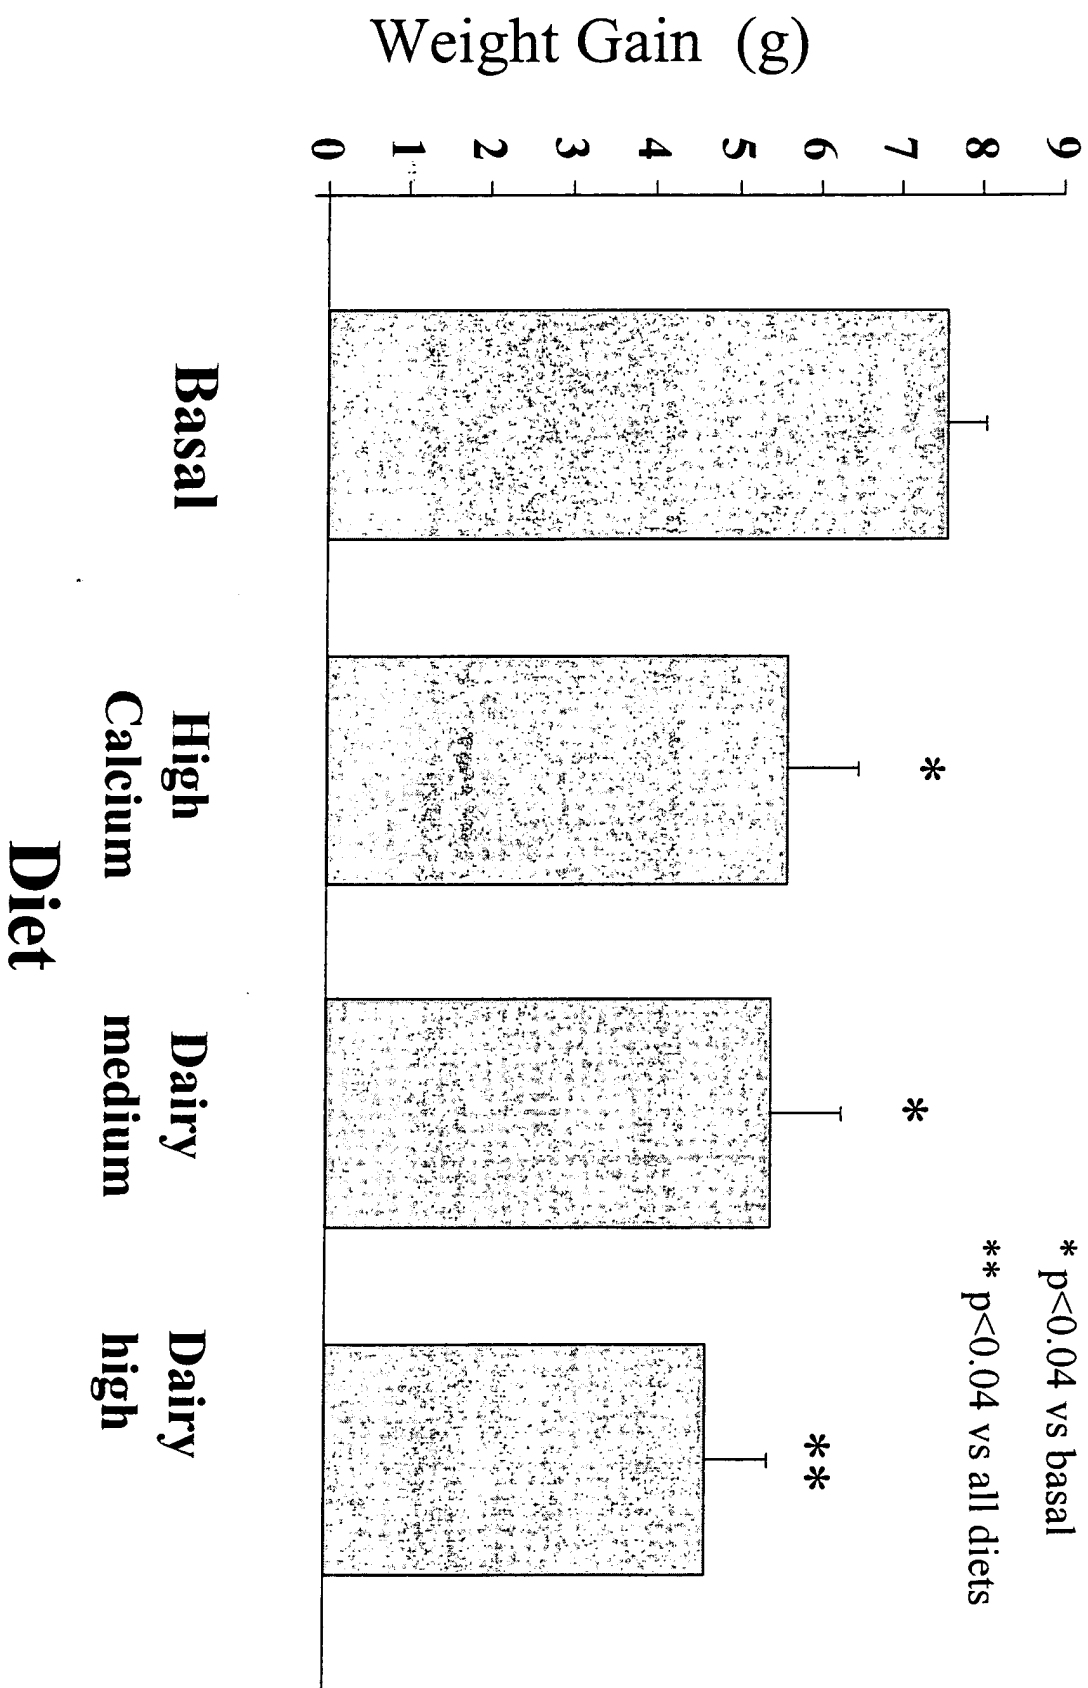 * p<0.04 vs basal
** p<0.04 vs all diets
Weight Gain (g)
9
8
7
6
5
4
3
2
1
0
*
*
**
Basal
High
Calcium
Dairy
medium
Dairy
high
Diet